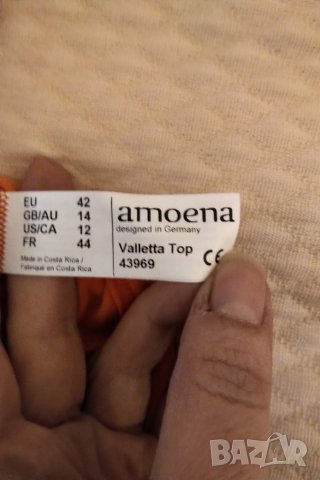 EU 42
GB/AU 14
US/CA 12
FR 44
Made in Costa Rica /
Fabriqué en Costa Rica
amoena
designed in Germany
Valletta Top
43969
CE
BAZAR